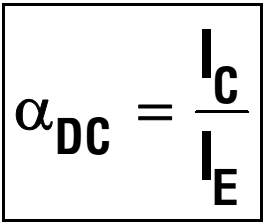 α_DC = I_C / I_E